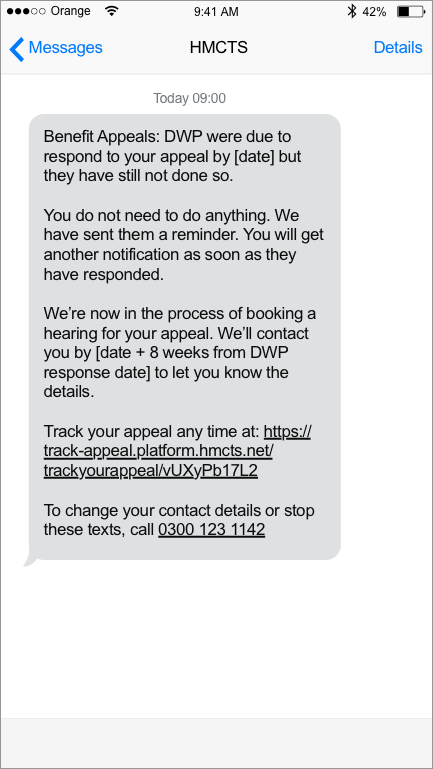 Orange 9:41 AM 42%
Messages HMCTS Details
Today 09:00
Benefit Appeals: DWP were due to
respond to your appeal by [date] but
they have still not done so.
You do not need to do anything. We
have sent them a reminder. You will get
another notification as soon as they
have responded.
We’re now in the process of booking a
hearing for your appeal. We’ll contact
you by [date + 8 weeks from DWP
response date] to let you know the
details.
Track your appeal any time at: https://
track-appeal.platform.hmcts.net/
trackyourappeal/vUXyPb17L2
To change your contact details or stop
these texts, call 0300 123 1142